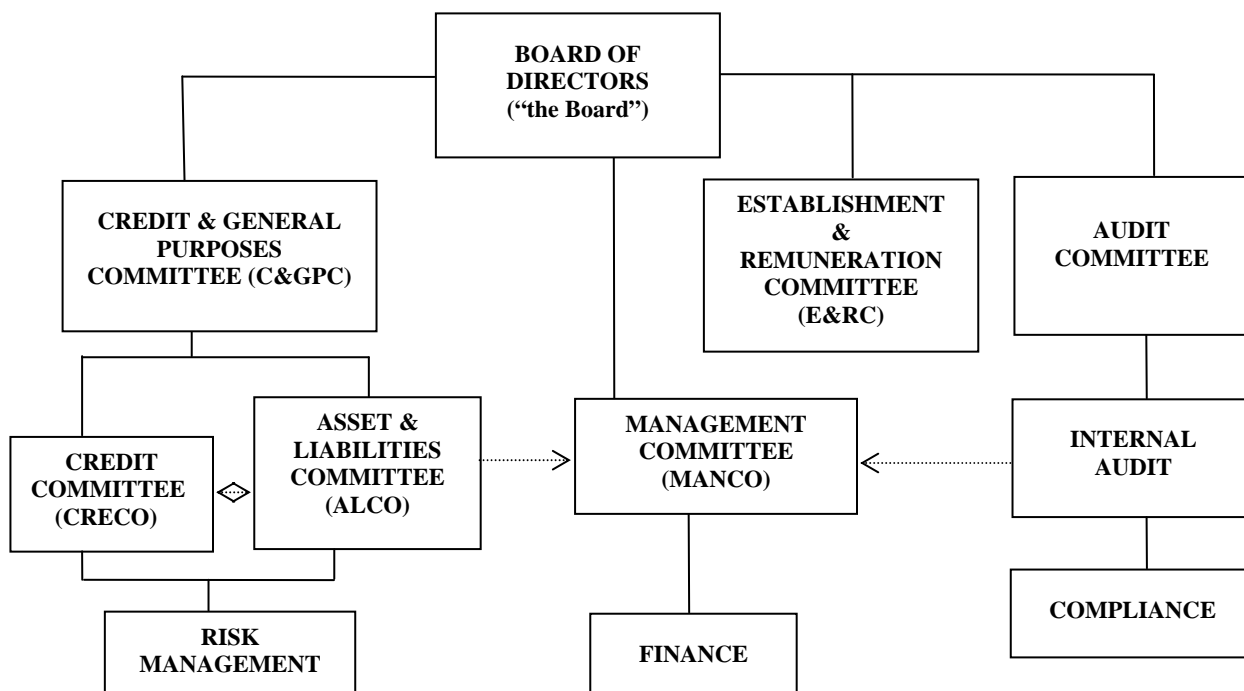 BOARD OF
DIRECTORS
(“the Board”)
CREDIT & GENERAL
PURPOSES
COMMITTEE (C&GPC)
ESTABLISHMENT
&
REMUNERATION
COMMITTEE
(E&RC)
AUDIT
COMMITTEE
CREDIT
COMMITTEE
(CRECO)
ASSET &
LIABILITIES
COMMITTEE
(ALCO)
MANAGEMENT
COMMITTEE
(MANCO)
INTERNAL
AUDIT
RISK
MANAGEMENT
FINANCE
COMPLIANCE